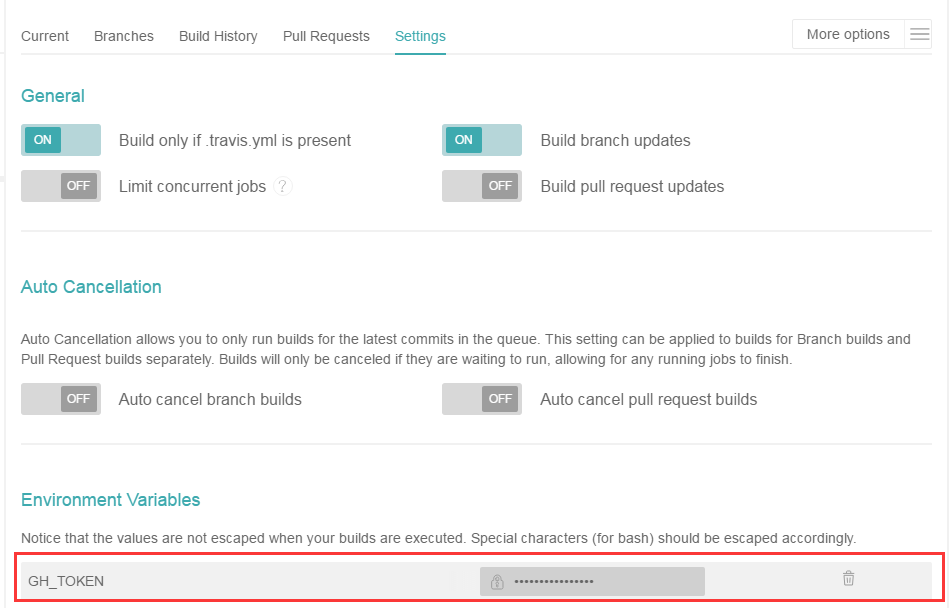 Current Branches Build History Pull Requests Settings More options
General
ON Build only if .travis.yml is present ON Build branch updates
OFF Limit concurrent jobs ? OFF Build pull request updates
Auto Cancellation
Auto Cancellation allows you to only run builds for the latest commits in the queue. This setting can be applied to builds for Branch builds and
Pull Request builds separately. Builds will only be canceled if they are waiting to run, allowing for any running jobs to finish.
OFF Auto cancel branch builds OFF Auto cancel pull request builds
Environment Variables
Notice that the values are not escaped when your builds are executed. Special characters (for bash) should be escaped accordingly.
GH_TOKEN ••••••••••••••••